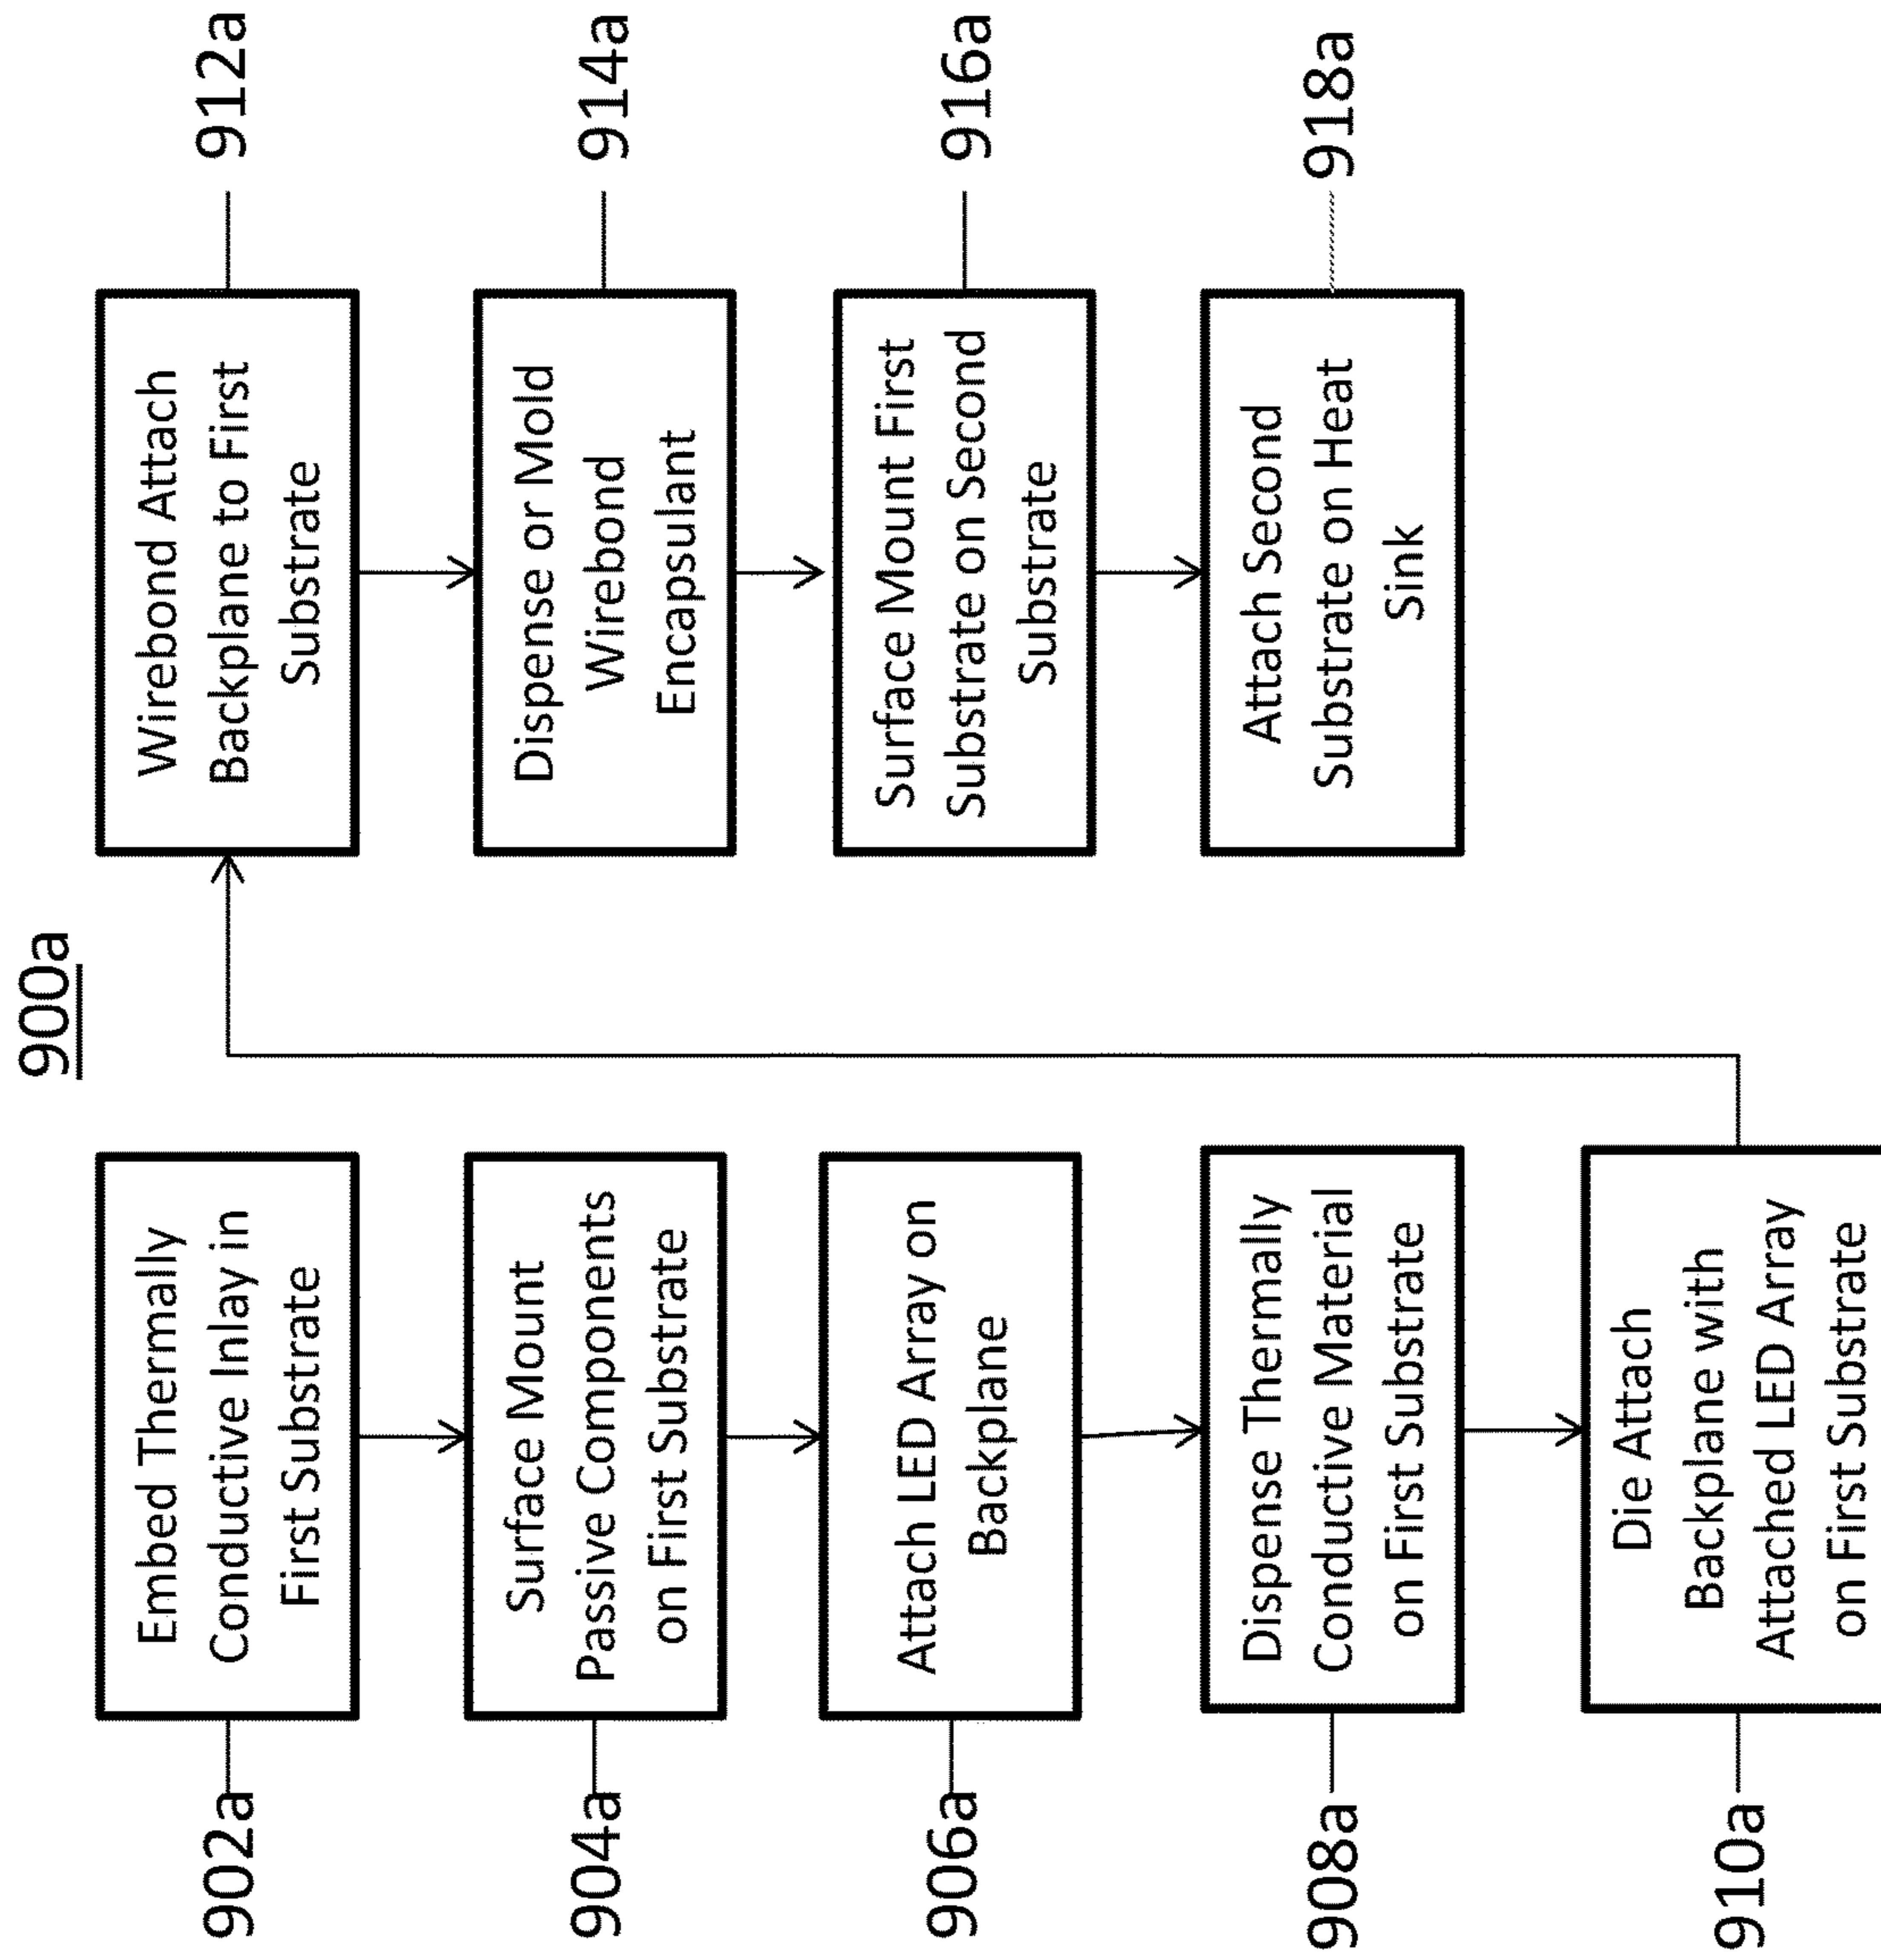 900a
902a
Embed Thermally
Conductive Inlay in
First Substrate
904a
Surface Mount
Passive Components
on First Substrate
906a
Attach LED Array on
Backplane
908a
Dispense Thermally
Conductive Material
on First Substrate
910a
Die Attach
Backplane with
Attached LED Array
on First Substrate
Wirebond Attach
Backplane to First
Substrate
912a
Dispense or Mold
Wirebond
Encapsulant
914a
Surface Mount First
Substrate on Second
Substrate
916a
Attach Second
Substrate on Heat
Sink
918a